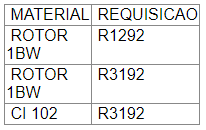 MATERIAL REQUISICAO
ROTOR R1292
1BW
ROTOR R3192
1BW
CI 102 R3192